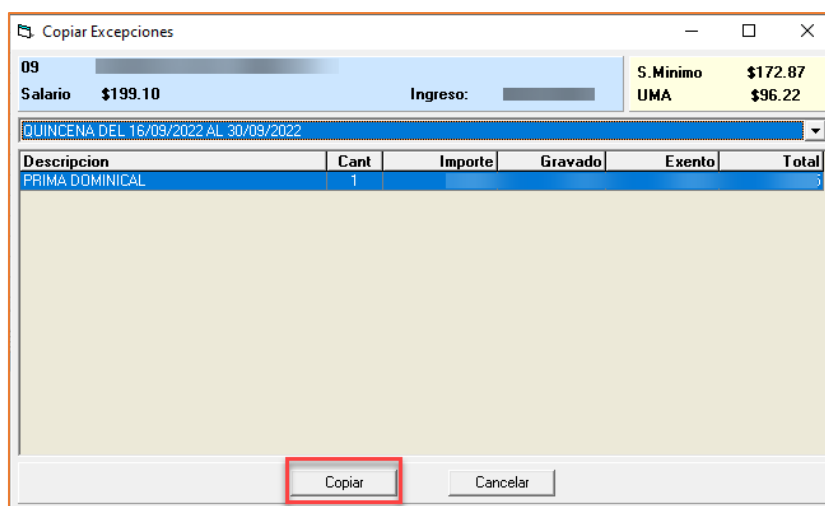 Copiar Excepciones
09
Salario $199.10 Ingreso:
S.Minimo $172.87
UMA $96.22
QUINCENA DEL 16/09/2022 AL 30/09/2022
Descripcion Cant Importe Gravado Exento Total
PRIMA DOMINICAL 1
Copiar Cancelar